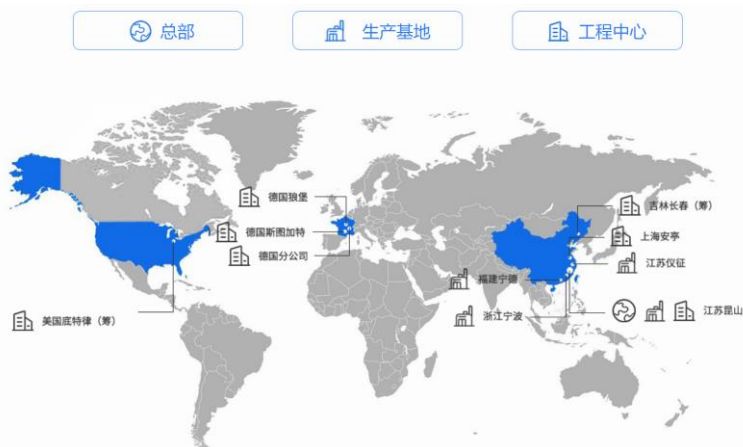 总部
生产基地
工程中心
德国狼堡
德国斯图加特
德国分公司
美国底特律（筹）
吉林长春（筹）
上海安亭
江苏仪征
福建宁德
浙江宁波
江苏昆山